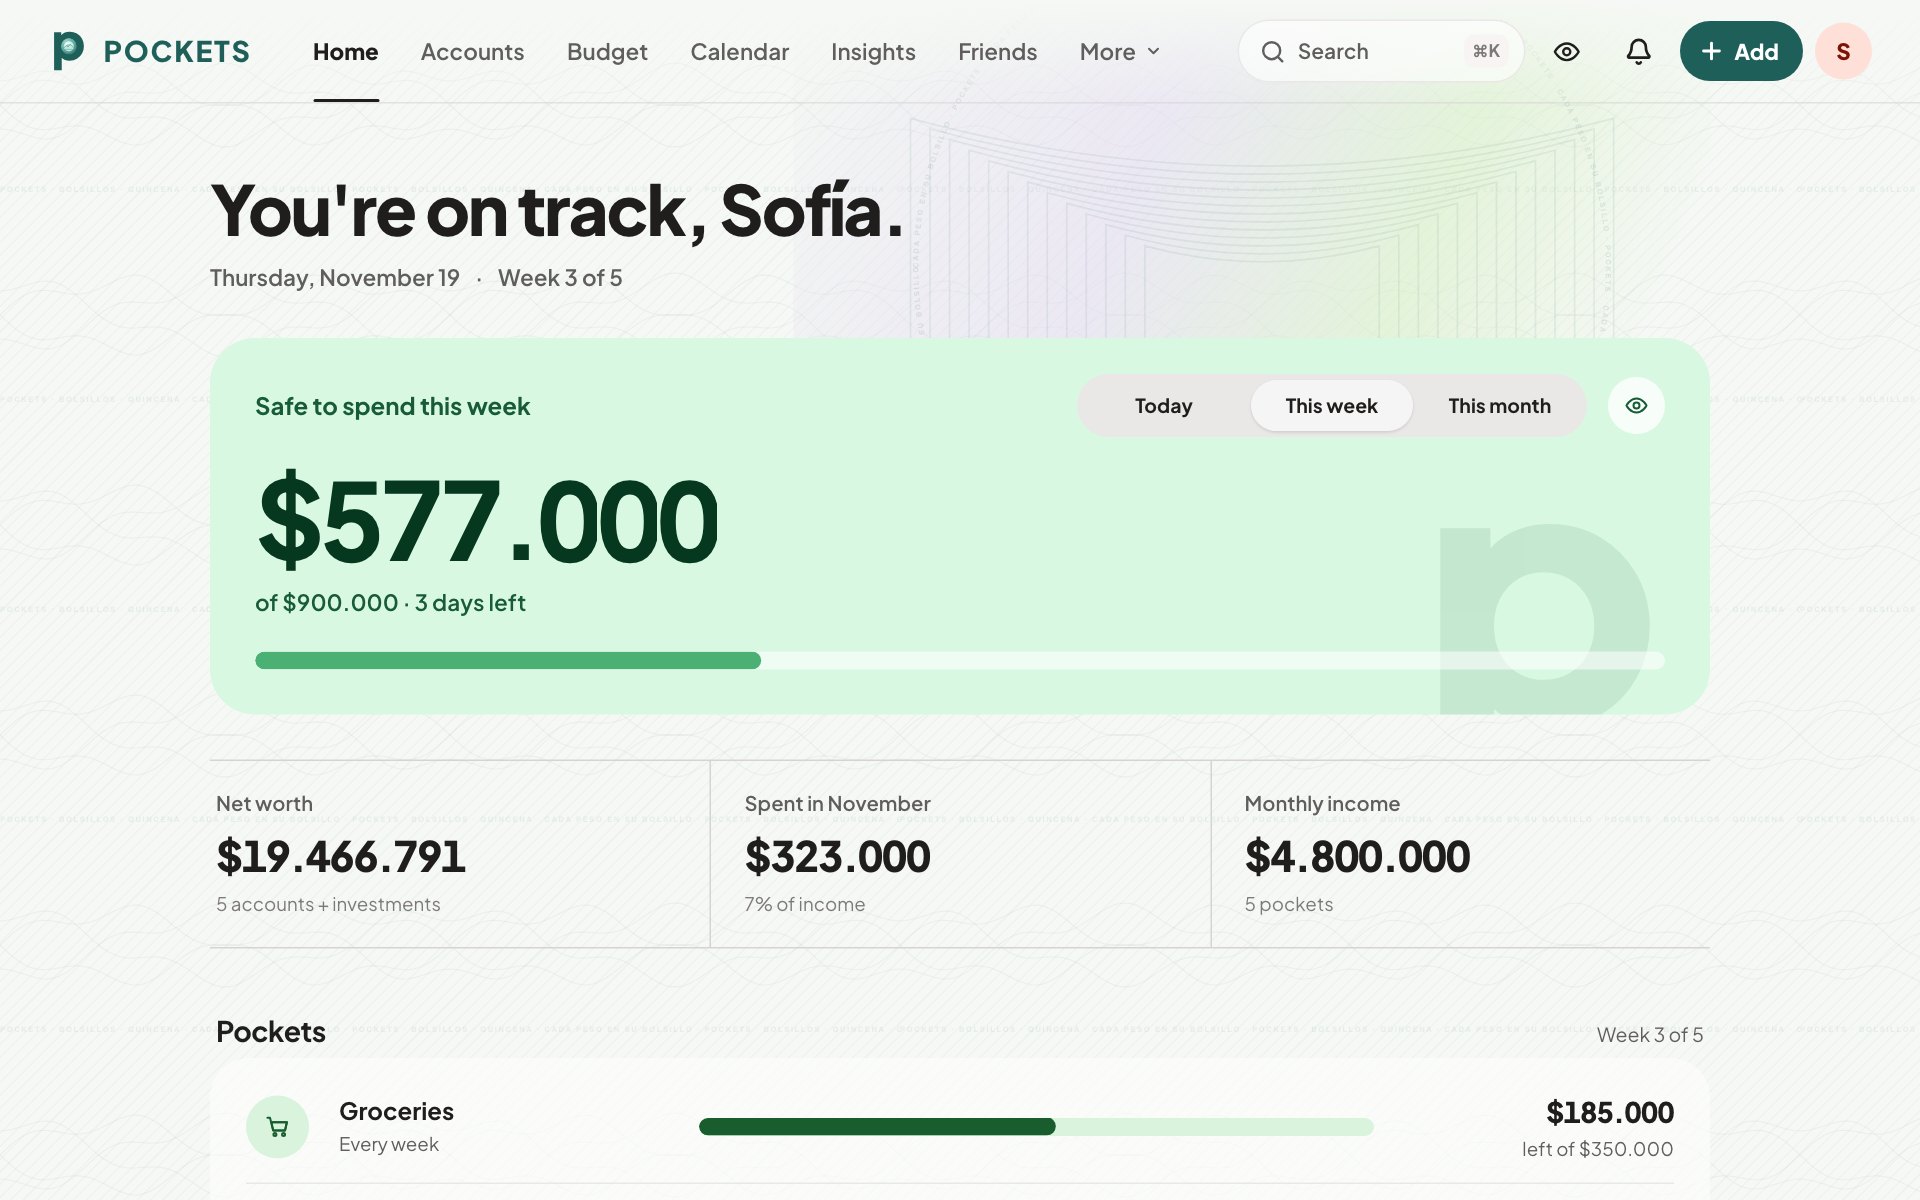 POCKETS
Home
Accounts
Budget
Calendar
Insights
Friends
More
Search
⌘K
+ Add
S
You're on track, Sofía.
Thursday, November 19 · Week 3 of 5
Safe to spend this week
Today
This week
This month
$577.000
of $900.000 · 3 days left
Net worth
$19.466.791
5 accounts + investments
Spent in November
$323.000
7% of income
Monthly income
$4.800.000
5 pockets
Pockets
Week 3 of 5
Groceries
Every week
$185.000
left of $350.000